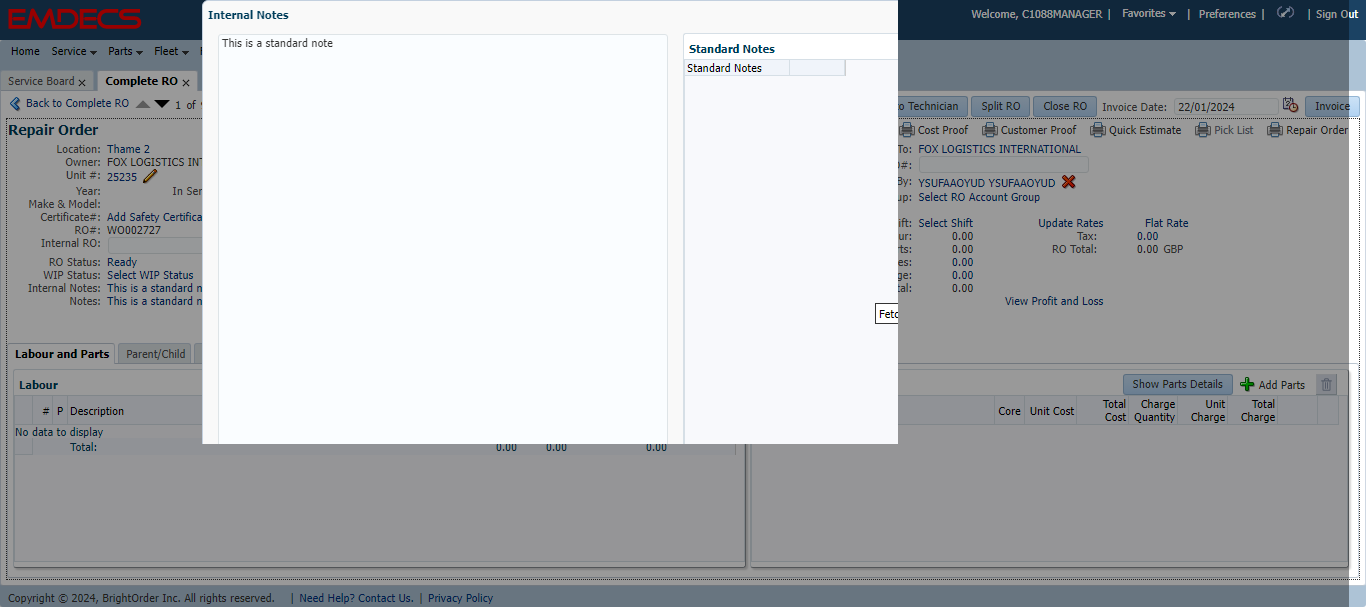 EMDECS
Welcome, C1088MANAGER | Favorites | Preferences | | Sign Out
Home Service Parts Fleet
Service Board x Complete RO x
Back to Complete RO 1 of
to Technician Split RO Close RO Invoice Date: 22/01/2024 Invoice
Repair Order
Cost Proof Customer Proof Quick Estimate Pick List Repair Order
Location: Thame 2
Owner: FOX LOGISTICS INT
Unit #: 25235
Year: In Ser
Make & Model:
Certificate#: Add Safety Certifica
RO#: WO002727
Internal RO:
RO Status: Ready
WIP Status: Select WIP Status
Internal Notes: This is a standard n
Notes: This is a standard n
Internal Notes
This is a standard note
Standard Notes
Standard Notes
Fetc
To: FOX LOGISTICS INTERNATIONAL
#:
By: YSUFAAOYUD YSUFAAOYUD
up: Select RO Account Group
ift: Select Shift Update Rates Flat Rate
ur: 0.00 Tax: 0.00
rts: 0.00 RO Total: 0.00 GBP
es: 0.00
ge: 0.00
tal: 0.00
View Profit and Loss
Labour and Parts Parent/Child
Labour
# P Description
No data to display
Total: 0.00 0.00 0.00
Show Parts Details Add Parts
Core Unit Cost Total Cost Charge Quantity Unit Charge Total Charge
Copyright © 2024, BrightOrder Inc. All rights reserved. | Need Help? Contact Us. | Privacy Policy